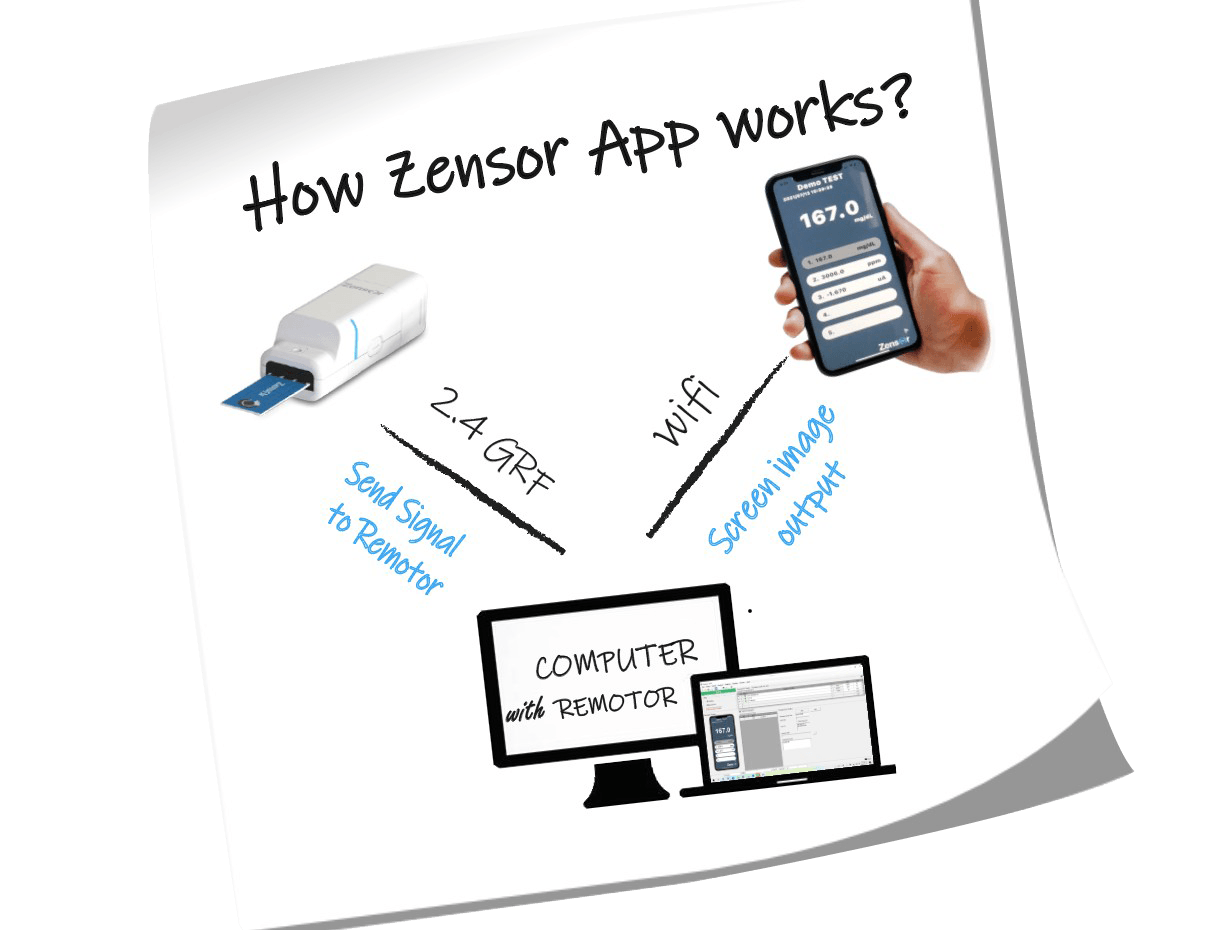 How Zensor App works?
Demo TEST
167.0
mg/dL
1. 167.0 mg/dL
2. 3006.0 ppm
3. -1.670 uA
4.
5.
Zensor
2.4 GRF
wifi
Send Signal
to Remotor
Screen image
output
COMPUTER
with REMOTOR
167.0